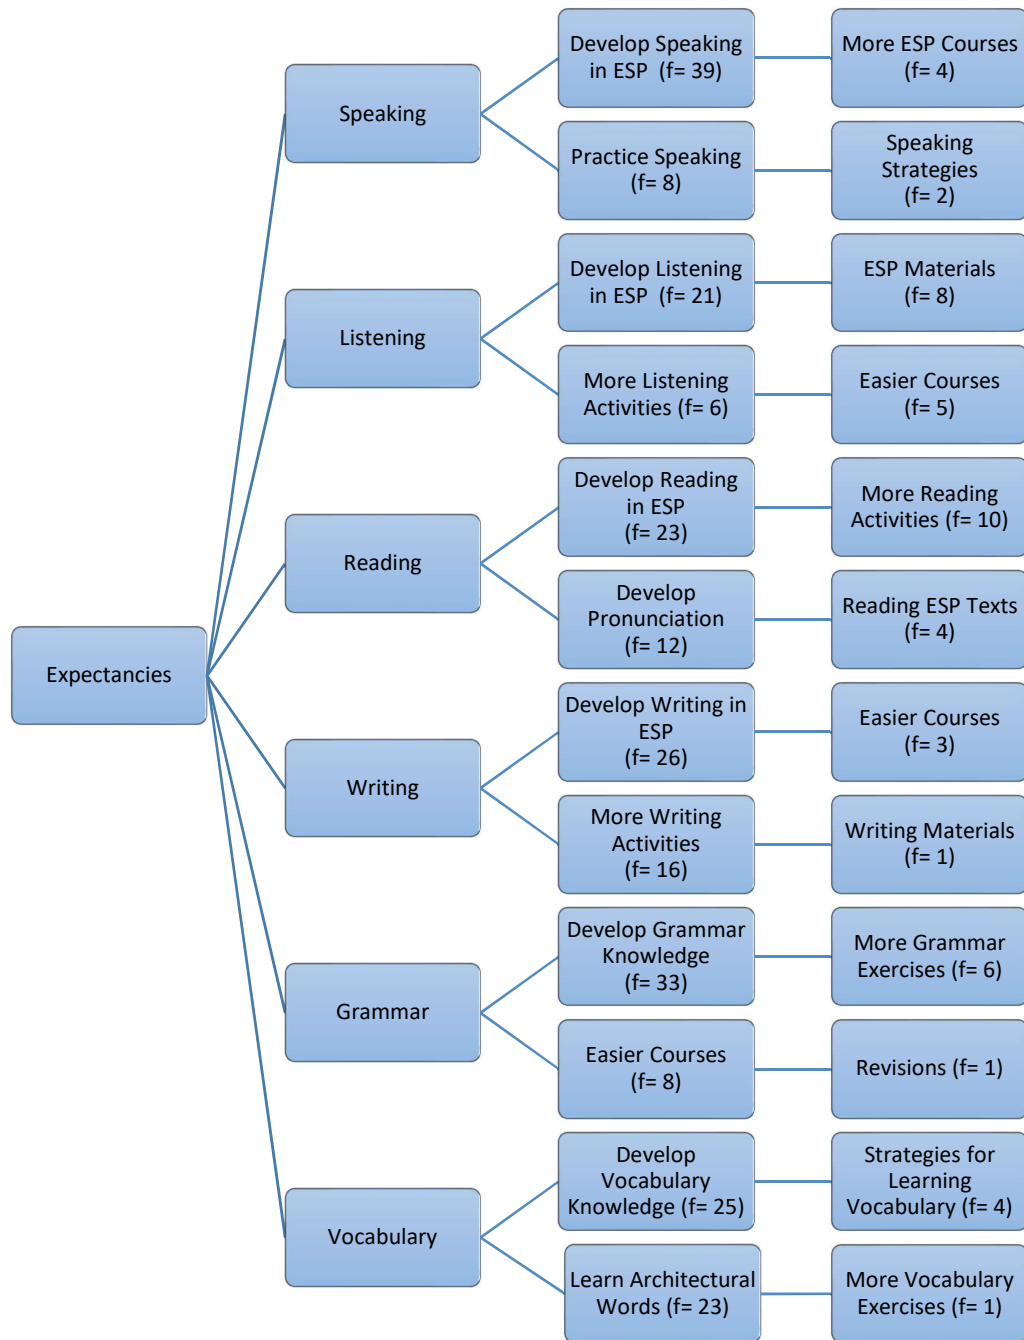 Expectancies
Speaking
Develop Speaking
in ESP  (f= 39)
More ESP Courses
(f= 4)
Practice Speaking
(f= 8)
Speaking
Strategies
(f= 2)
Listening
Develop Listening
in ESP  (f= 21)
ESP Materials
(f= 8)
More Listening
Activities (f= 6)
Easier Courses
(f= 5)
Reading
Develop Reading
in ESP
(f= 23)
More Reading
Activities (f= 10)
Develop
Pronunciation
(f= 12)
Reading ESP Texts
(f= 4)
Writing
Develop Writing in
ESP
(f= 26)
Easier Courses
(f= 3)
More Writing
Activities
(f= 16)
Writing Materials
(f= 1)
Grammar
Develop Grammar
Knowledge
(f= 33)
More Grammar
Exercises (f= 6)
Easier Courses
(f= 8)
Revisions (f= 1)
Vocabulary
Develop
Vocabulary
Knowledge (f= 25)
Strategies for
Learning
Vocabulary (f= 4)
Learn Architectural
Words (f= 23)
More Vocabulary
Exercises (f= 1)